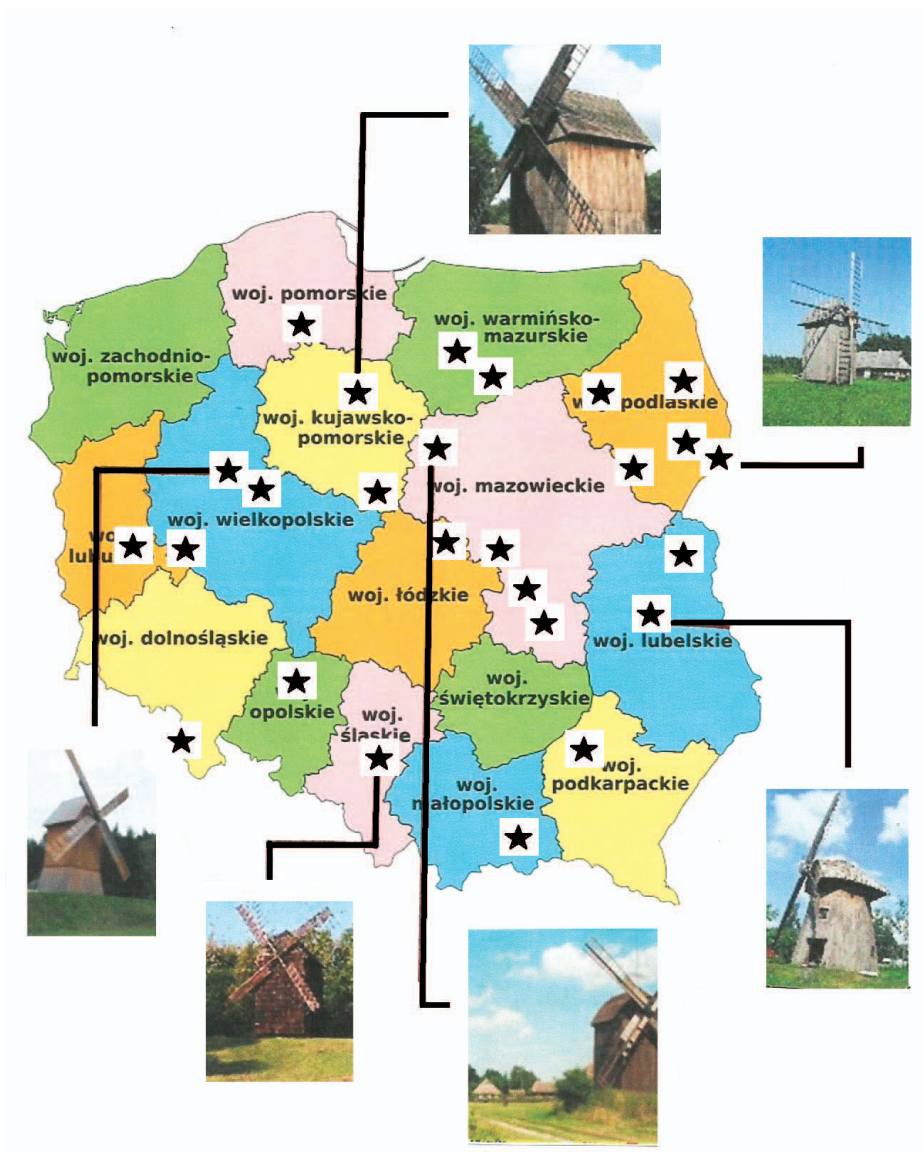 woj. pomorskie
woj. warmińsko-
mazurskie
woj. zachodnio-
pomorskie
podlaskie
woj. kujawsko-
pomorskie
woj. mazowieckie
woj. wielkopolskie
woj. łódzkie
woj. dolnośląskie
woj. lubelskie
woj.
świętokrzyskie
opolskie
woj.
śląskie
woj.
podkarpackie
woj.
małopolskie